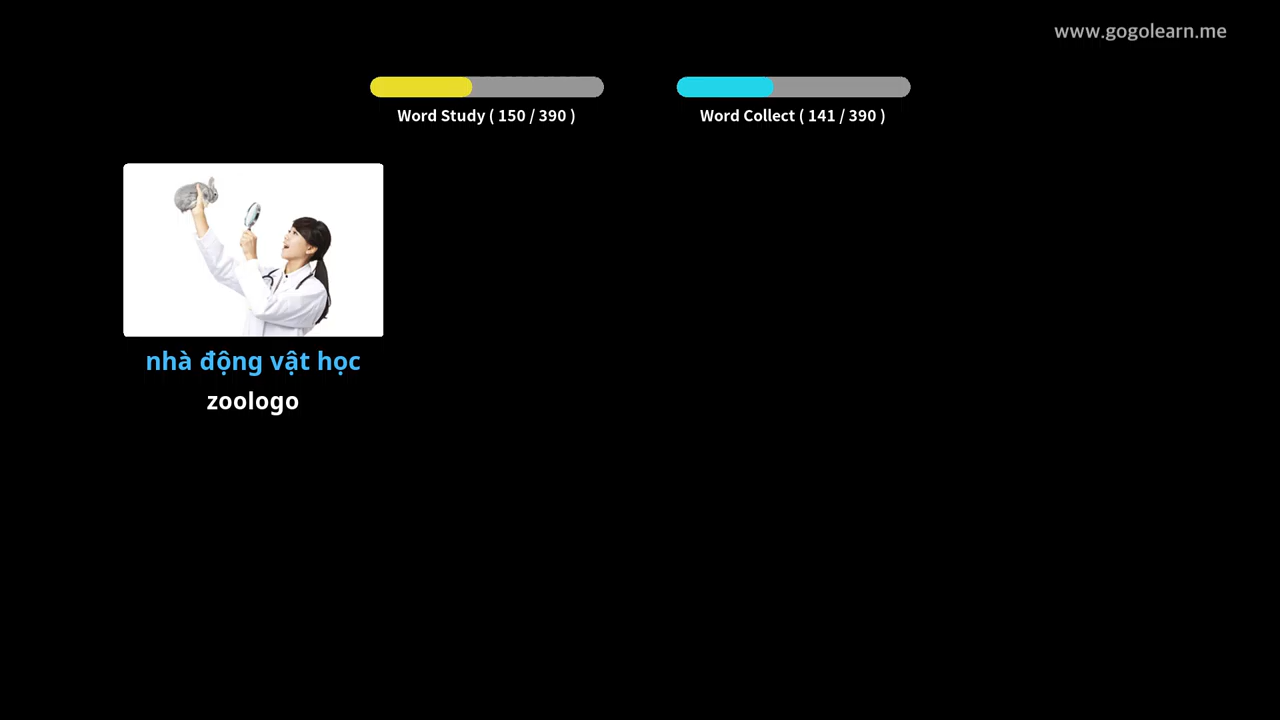 www.gogolearn.me
Word Study ( 150 / 390 )
Word Collect ( 141 / 390 )
nhà động vật học
zoologo